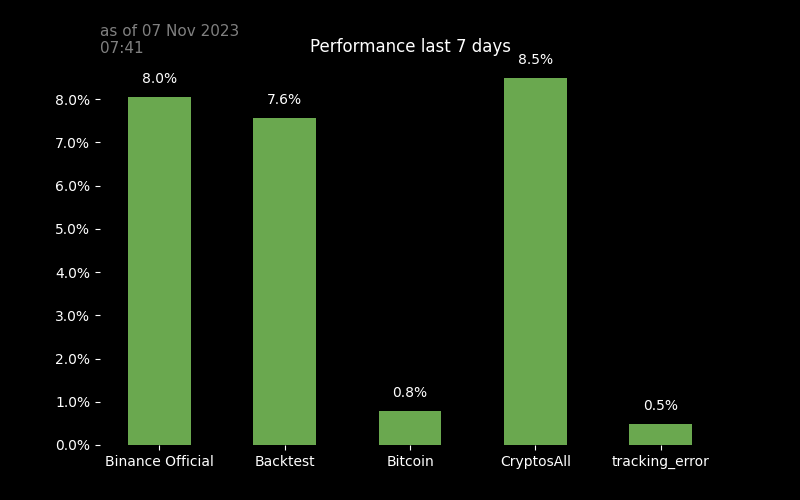 as of 07 Nov 2023
07:41
Performance last 7 days
8.0%
7.6%
0.8%
8.5%
0.5%
8.0%
7.0%
6.0%
5.0%
4.0%
3.0%
2.0%
1.0%
0.0%
Binance Official
Backtest
Bitcoin
CryptosAll
tracking_error